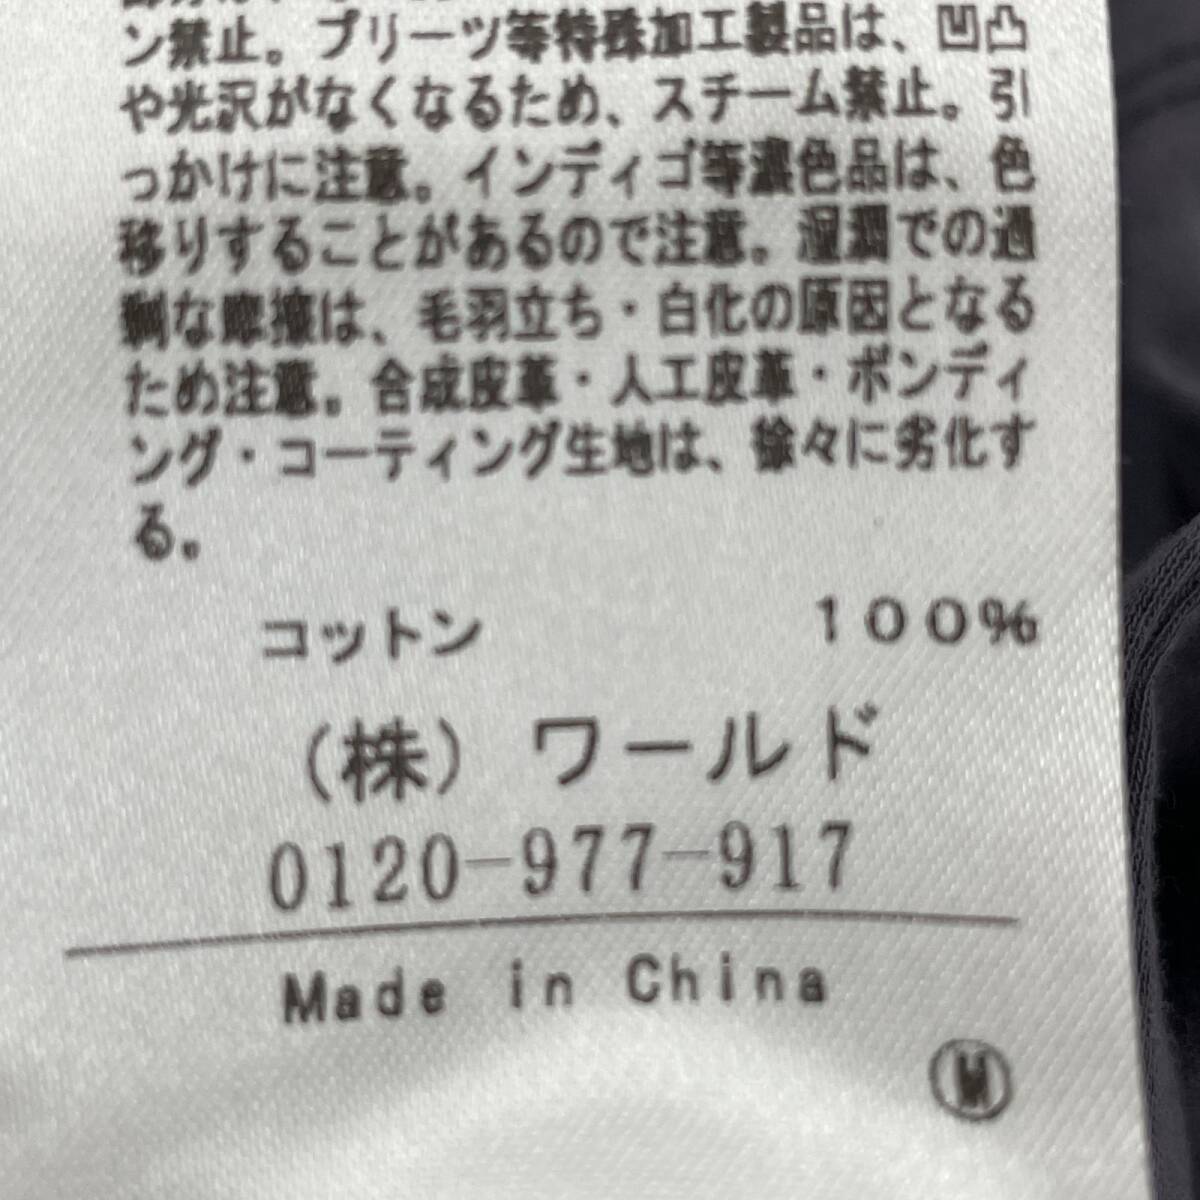 ン禁止。プリーツ等特殊加工製品は、凹凸
や光沢がなくなるため、スチーム禁止。引
っかけに注意。インディゴ等濃色品は、色
移りすることがあるので注意。湿潤での過
剰な摩擦は、毛羽立ち・白化の原因となる
ため注意。合成皮革・人工皮革・ボンディ
ング・コーティング生地は、徐々に劣化す
る。
コットン 100%
(株) ワールド
0120-977-917
Made in China
M